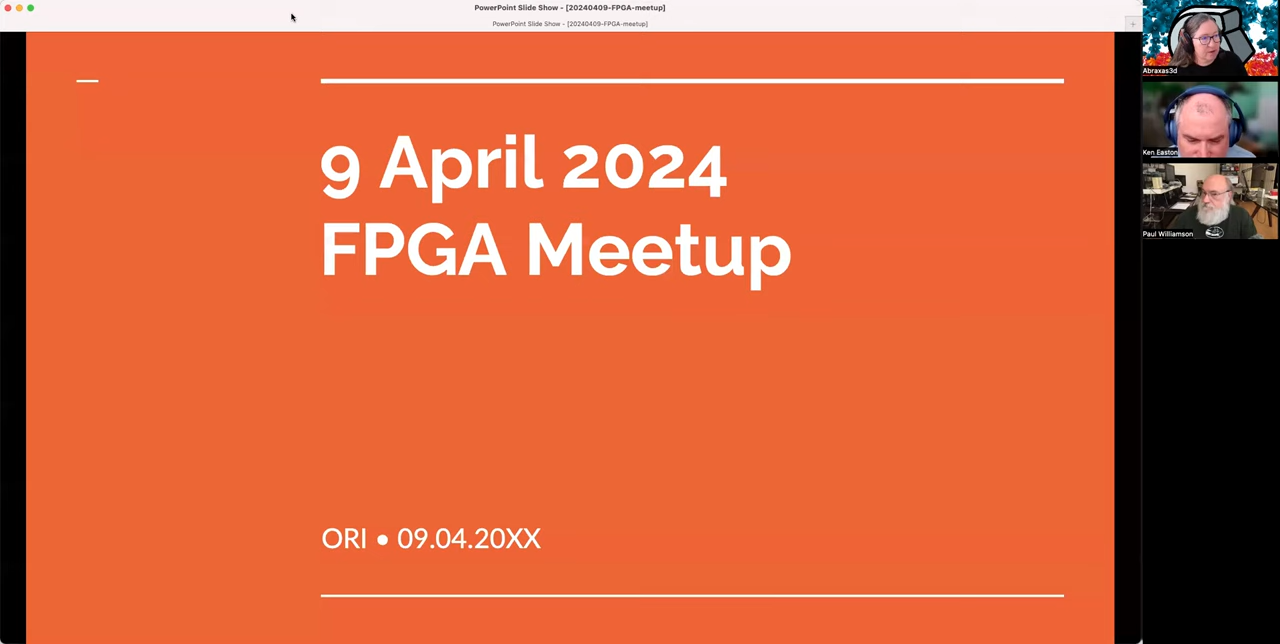 PowerPoint Slide Show - [20240409-FPGA-meetup]
PowerPoint Slide Show - [20240409-FPGA-meetup]
9 April 2024
FPGA Meetup
ORI ● 09.04.20XX
Abraxas3d
Ken Easton
Paul Williamson